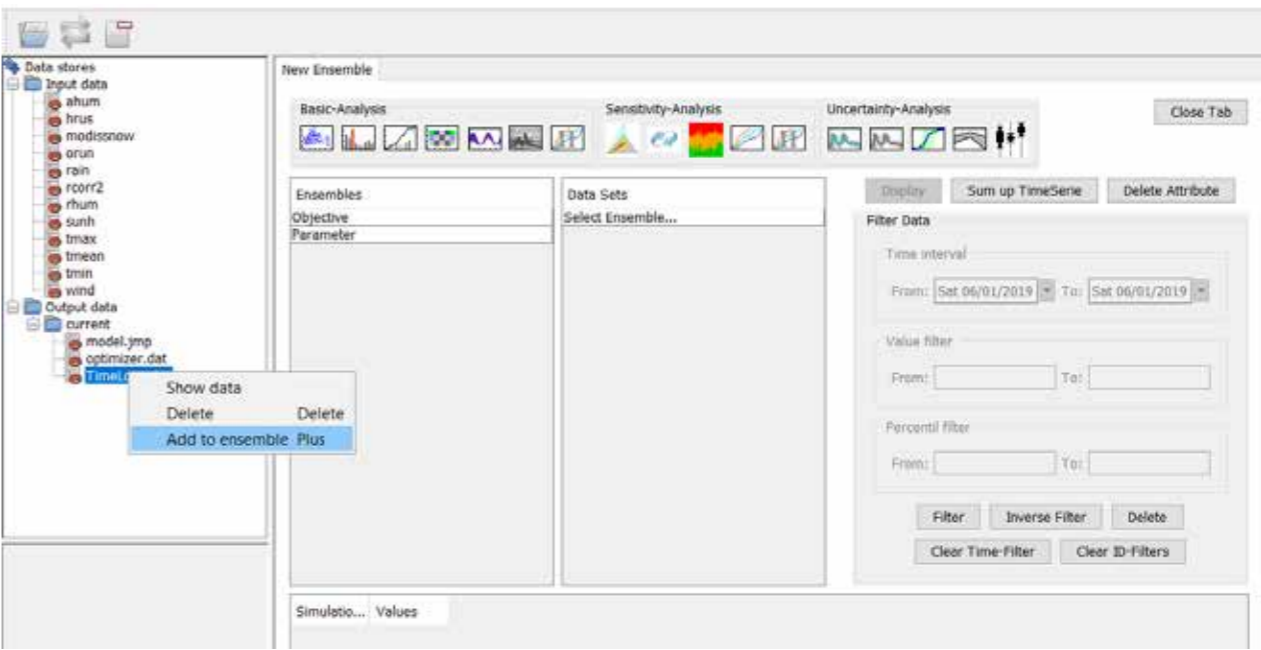 Data stores
Input data
ahum
hrus
modissnow
orun
rain
rcorr2
rhum
sunh
tmax
tmean
tmin
wind
Output data
current
model.jmp
optimizer.dat
Show data
Delete Delete
Add to ensemble Plus
New Ensemble
Basic-Analysis Sensitivity-Analysis Uncertainty-Analysis Close Tab
Ensembles
Objective
Parameter
Data Sets
Select Ensemble...
Display Sum up TimeSerie Delete Attribute
Filter Data
Time interval
From: Sat 06/01/2019 To: Sat 06/01/2019
Value filter
From: To:
Percentil filter
From: To:
Filter Inverse Filter Delete
Clear Time-Filter Clear ID-Filters
Simulatio... Values